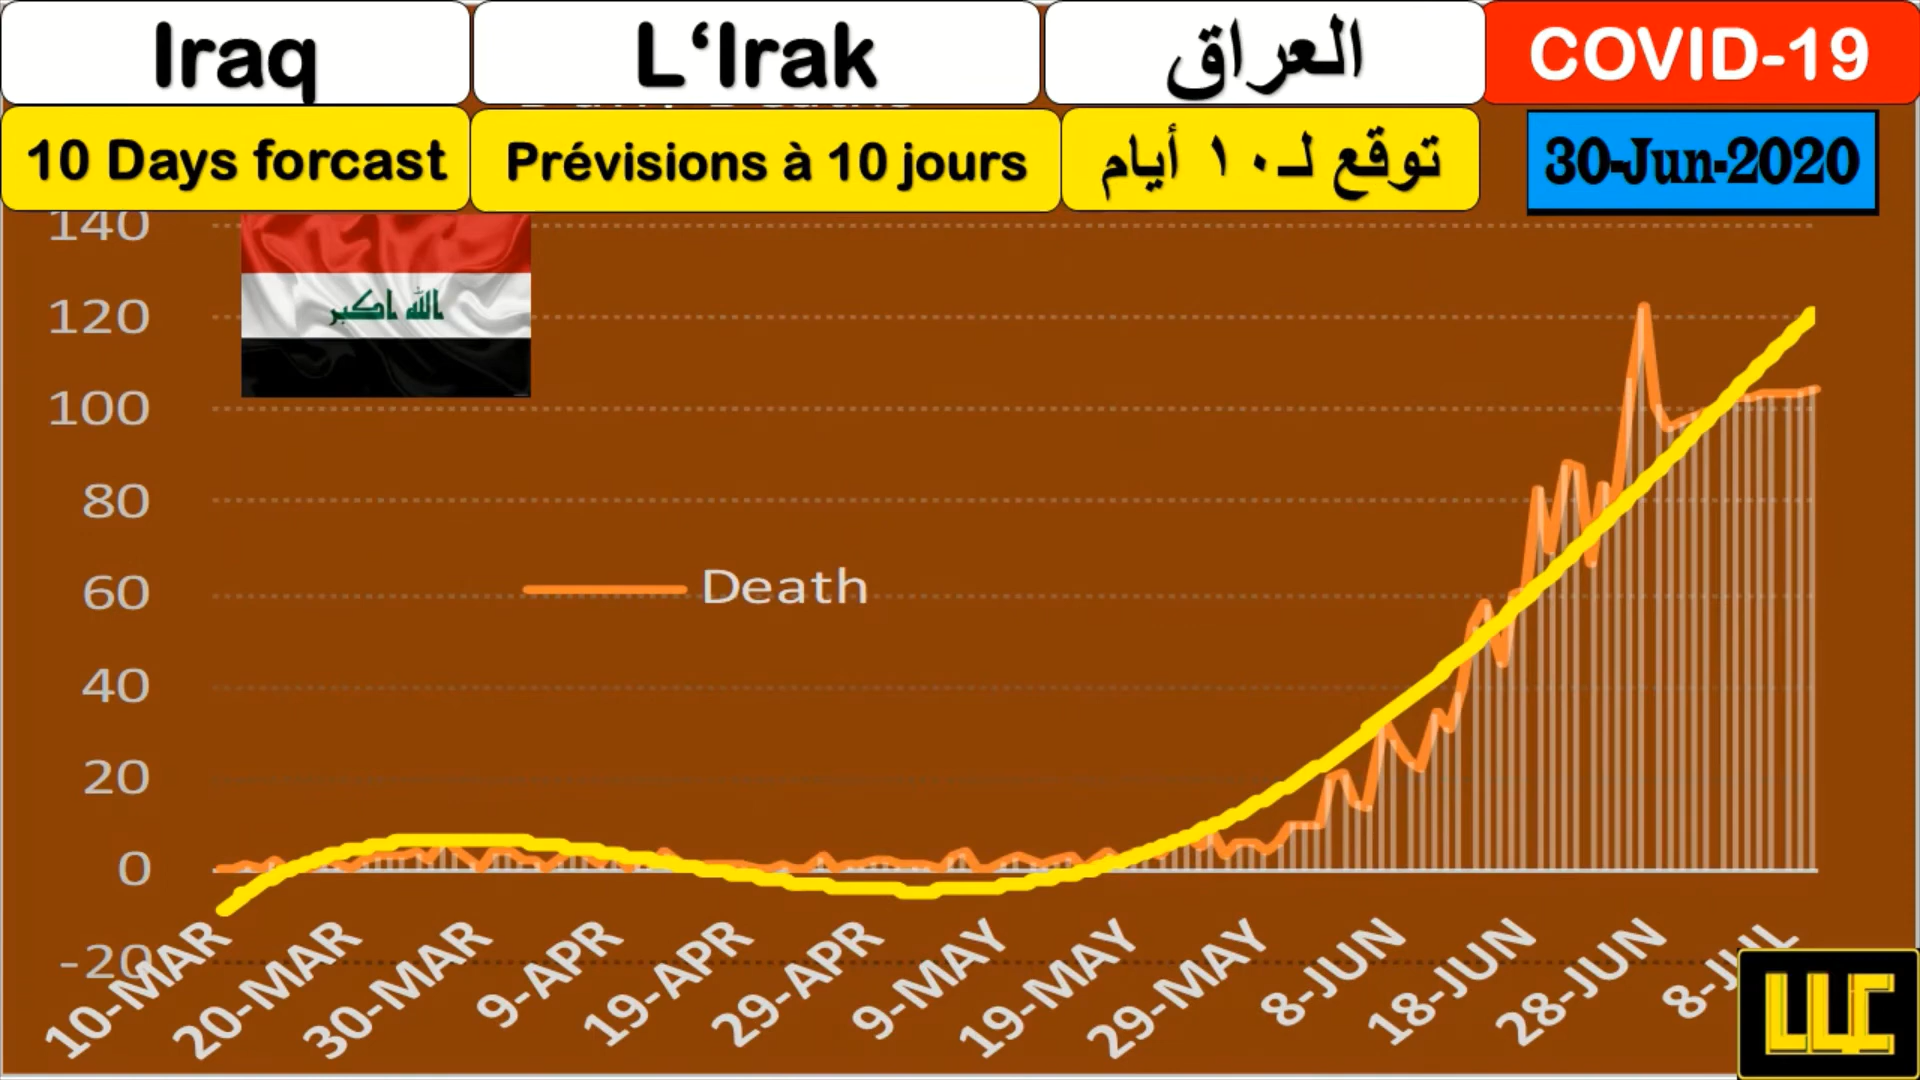 Iraq
L‘Irak
العراق
COVID-19
10 Days forcast
Prévisions à 10 jours
توقع لـ١٠ أيام
30-Jun-2020
140
120
100
80
60
40
20
0
-20
الله اكبر
Death
10-MAR
20-MAR
30-MAR
9-APR
19-APR
29-APR
9-MAY
19-MAY
29-MAY
8-JUN
18-JUN
28-JUN
8-JUL
LLC